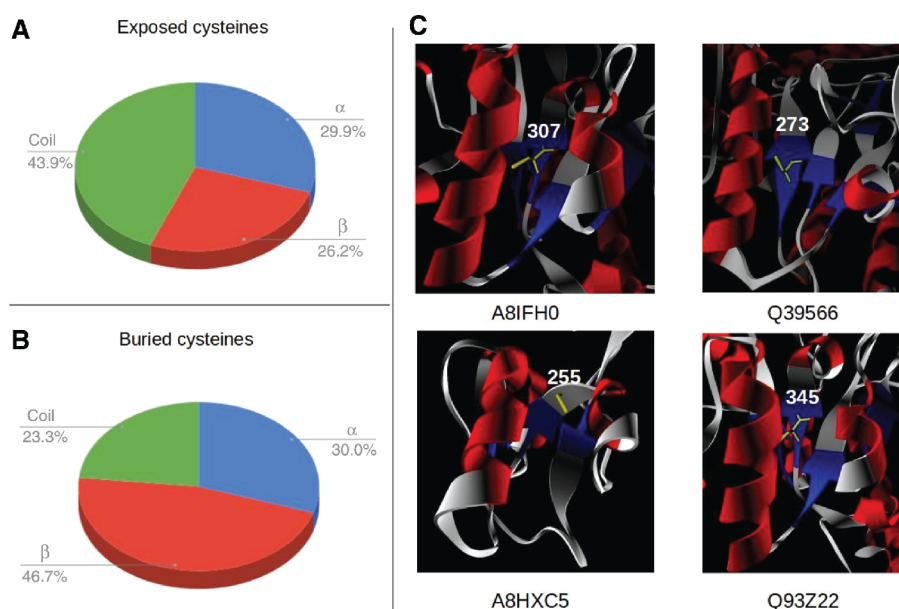 A
Exposed cysteines
α
29.9%
Coil
43.9%
β
26.2%
B
Buried cysteines
Coil
23.3%
α
30.0%
β
46.7%
C
307
A8IFH0
273
Q39566
255
A8HXC5
345
Q93Z22